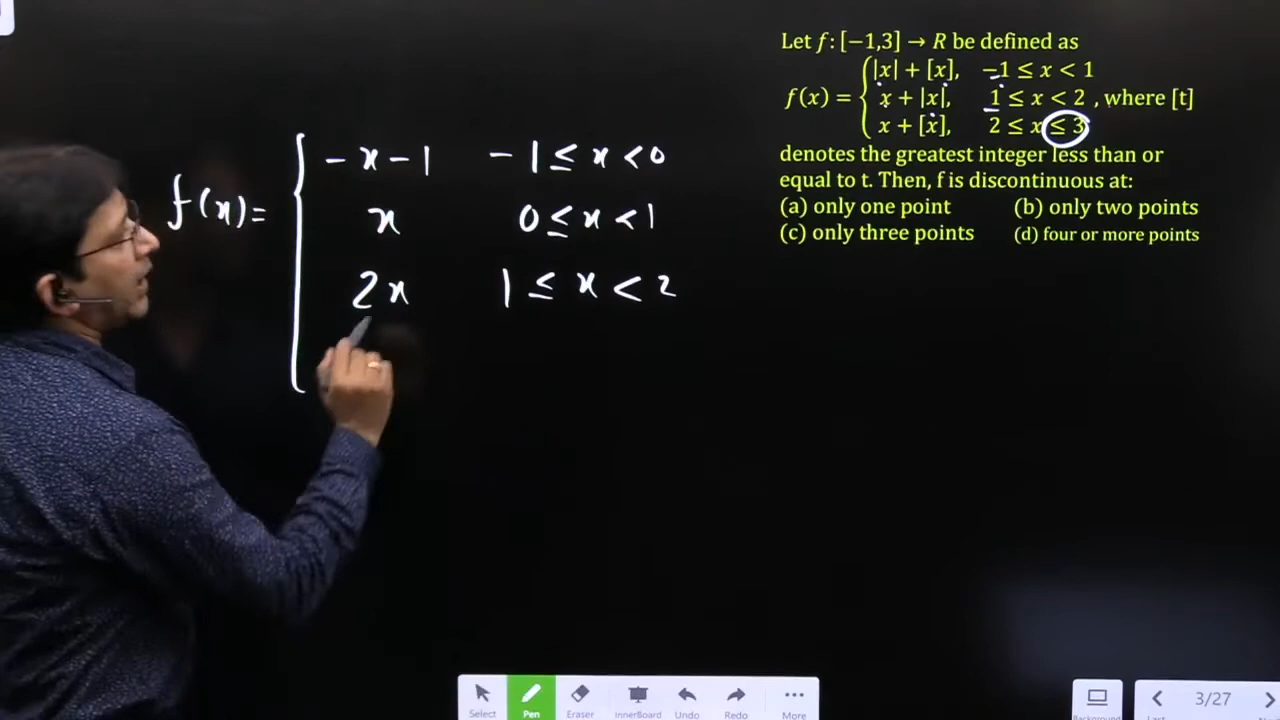 Let f: [−1,3] → R be defined as
f(x) = { |x| + [x], −1 ≤ x < 1
x + |x|, 1 ≤ x < 2 , where [t]
x + [x], 2 ≤ x ≤ 3
denotes the greatest integer less than or
equal to t. Then, f is discontinuous at:
(a) only one point (b) only two points
(c) only three points (d) four or more points
f(x) = { -x-1 -1 ≤ x < 0
x 0 ≤ x < 1
2x 1 ≤ x < 2
Select Pen Eraser InnerBoard Undo Redo More
Background < 3/27 >